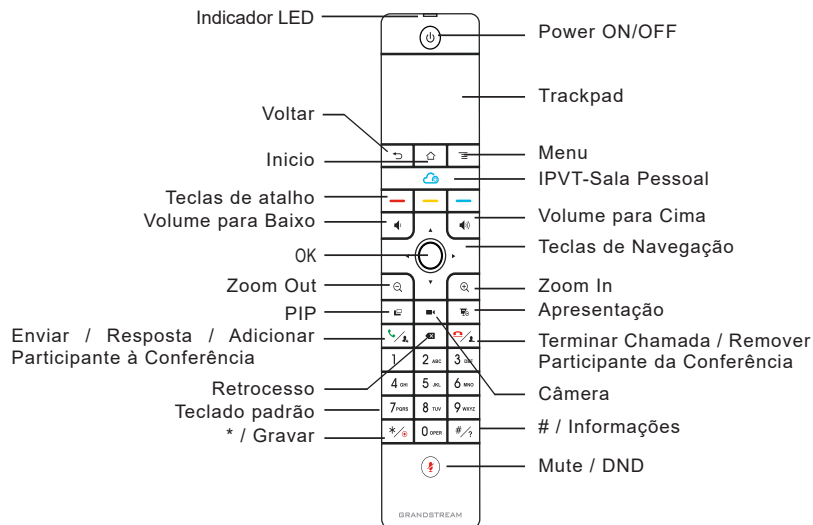 Indicador LED
Power ON/OFF
Trackpad
Voltar
Menu
Inicio
IPVT-Sala Pessoal
Teclas de atalho
Volume para Baixo
Volume para Cima
Teclas de Navegação
OK
Zoom Out
Zoom In
PIP
Apresentação
Enviar / Resposta / Adicionar
Participante à Conferência
Terminar Chamada / Remover
Participante da Conferência
1
2 ABC
3 DEF
Câmera
Retrocesso
4 GHI
5 JKL
6 MNO
Teclado padrão
7 PQRS
8 TUV
9 WXYZ
# / Informações
* / Gravar
*/
0 OPER
#/?
Mute / DND
GRANDSTREAM